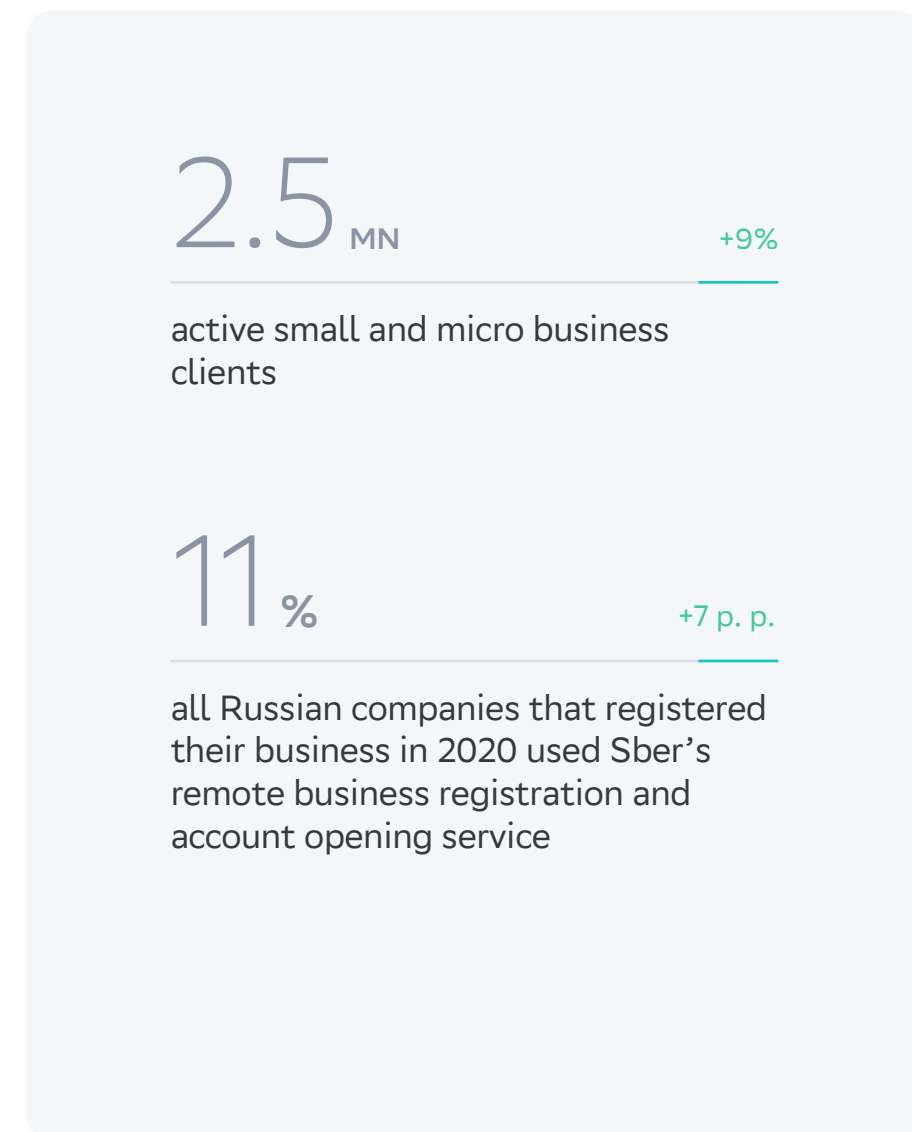 2.5 MN +9%
active small and micro business
clients
11 % +7 p. p.
all Russian companies that registered
their business in 2020 used Sber’s
remote business registration and
account opening service